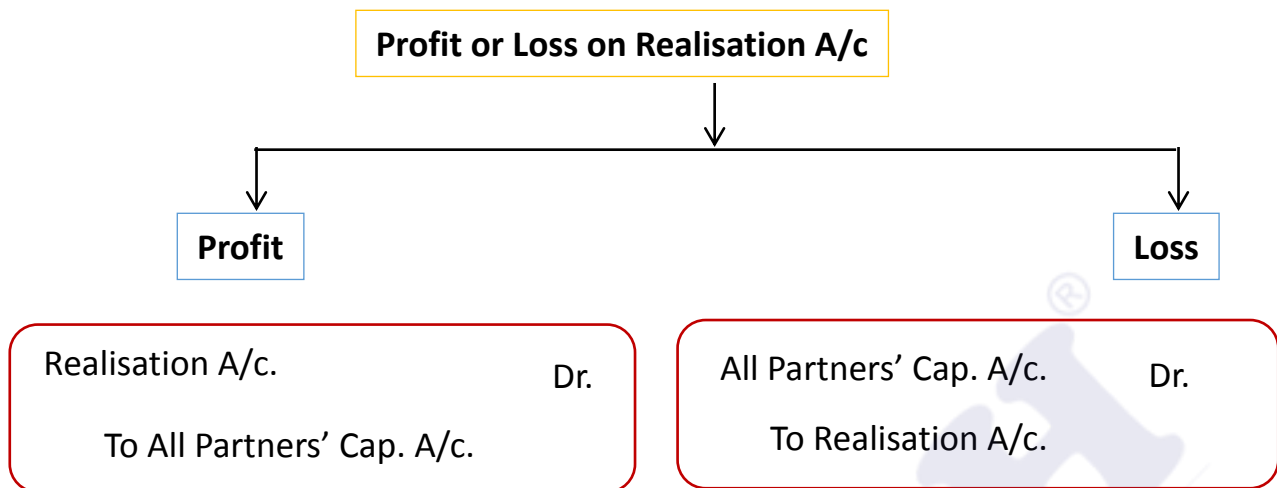 Profit or Loss on Realisation A/c
Profit
Loss
®
Realisation A/c. Dr.
To All Partners’ Cap. A/c.
All Partners’ Cap. A/c. Dr.
To Realisation A/c.